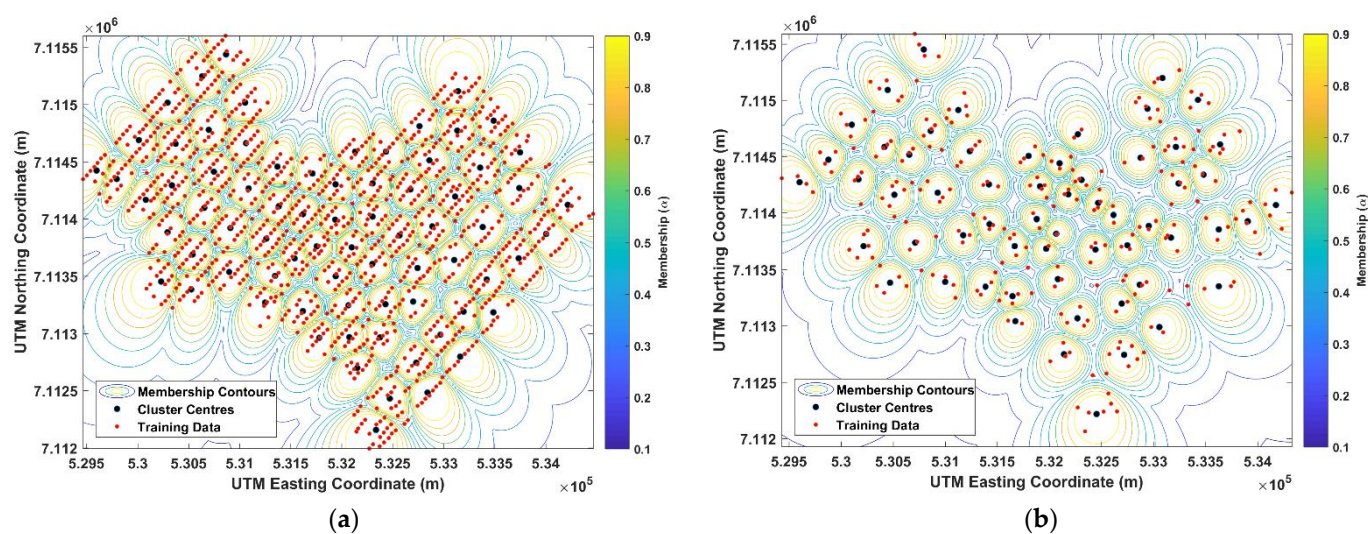 ×10⁶
7.1155
7.115
7.1145
7.114
7.1135
7.113
7.1125
7.112
UTM Northing Coordinate (m)
Membership Contours
Cluster Centres
Training Data
5.295 5.3 5.305 5.31 5.315 5.32 5.325 5.33 5.335 5.34
UTM Easting Coordinate (m)
×10⁵
0.9
0.8
0.7
0.6
0.5
0.4
0.3
0.2
0.1
Membership (α)
(a)
×10⁶
7.1155
7.115
7.1145
7.114
7.1135
7.113
7.1125
7.112
UTM Northing Coordinate (m)
Membership Contours
Cluster Centres
Training Data
5.295 5.3 5.305 5.31 5.315 5.32 5.325 5.33 5.335 5.34
UTM Easting Coordinate (m)
×10⁵
0.9
0.8
0.7
0.6
0.5
0.4
0.3
0.2
0.1
Membership (α)
(b)